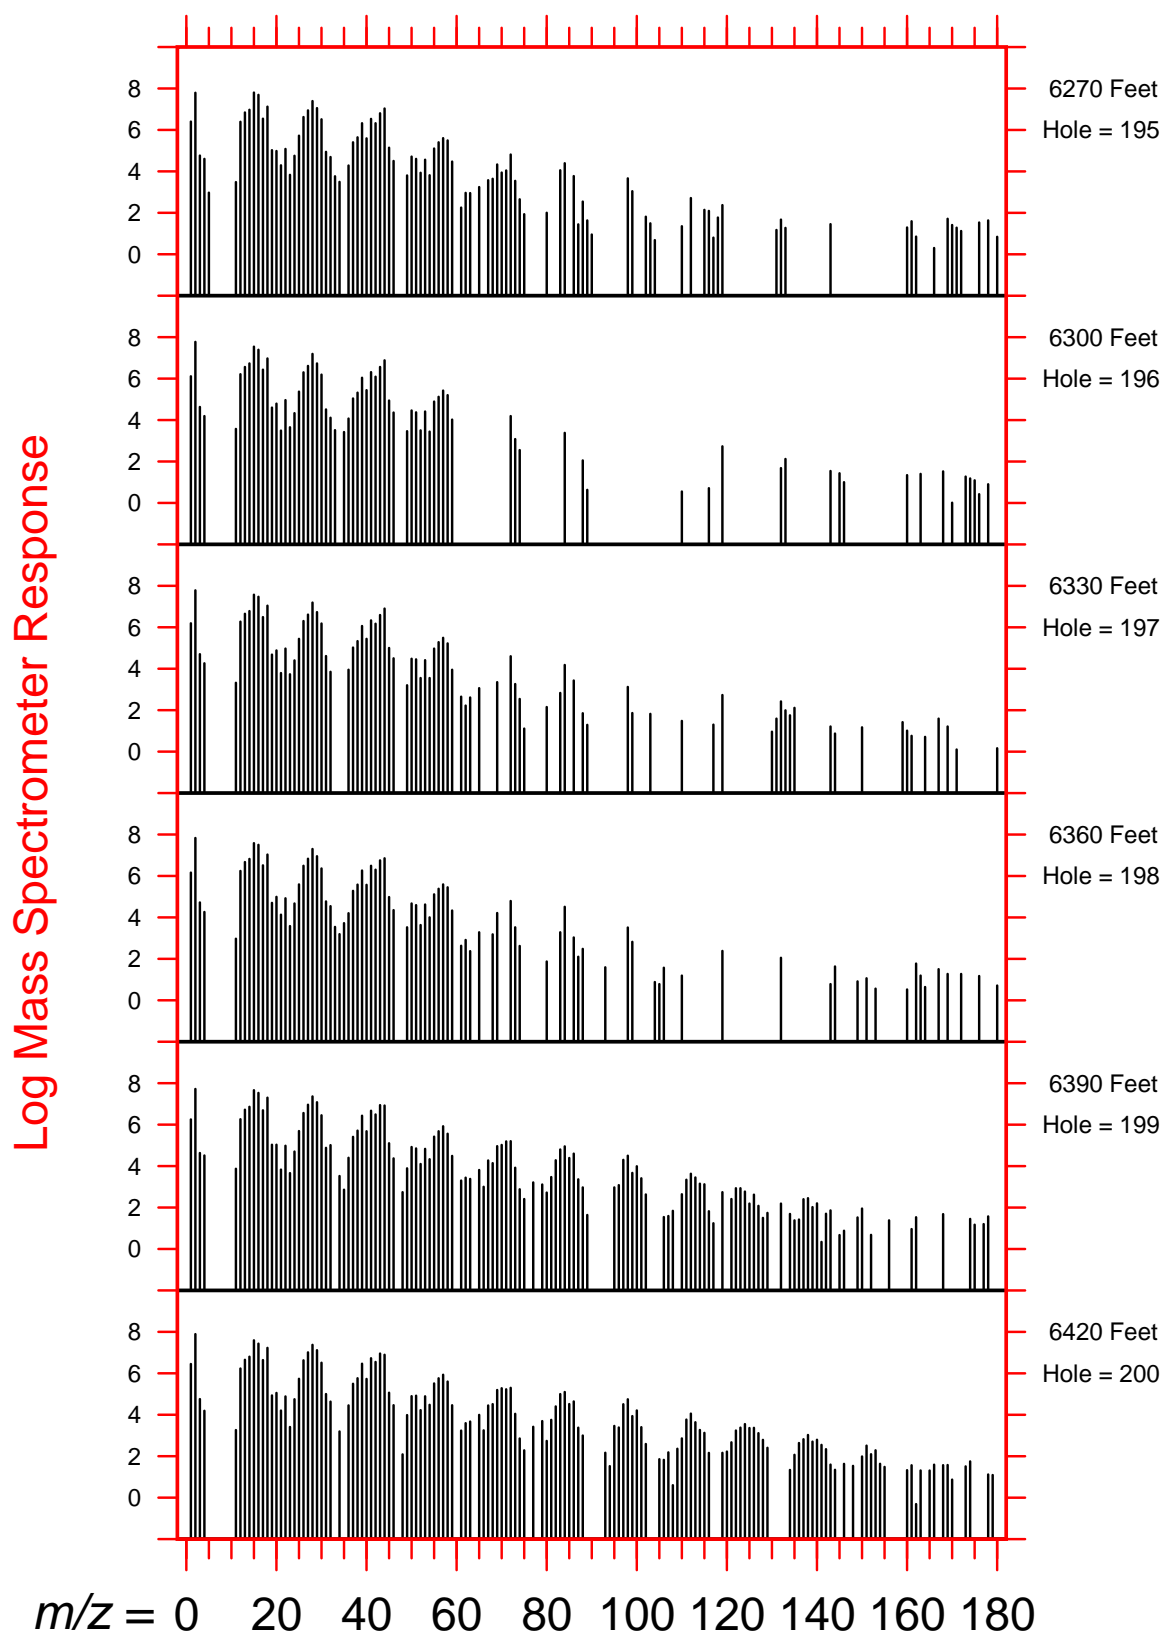 Log Mass Spectrometer Response
8
6
4
2
0
6270 Feet
Hole = 195
8
6
4
2
0
6300 Feet
Hole = 196
8
6
4
2
0
6330 Feet
Hole = 197
8
6
4
2
0
6360 Feet
Hole = 198
8
6
4
2
0
6390 Feet
Hole = 199
8
6
4
2
0
6420 Feet
Hole = 200
m/z = 0 20 40 60 80 100 120 140 160 180